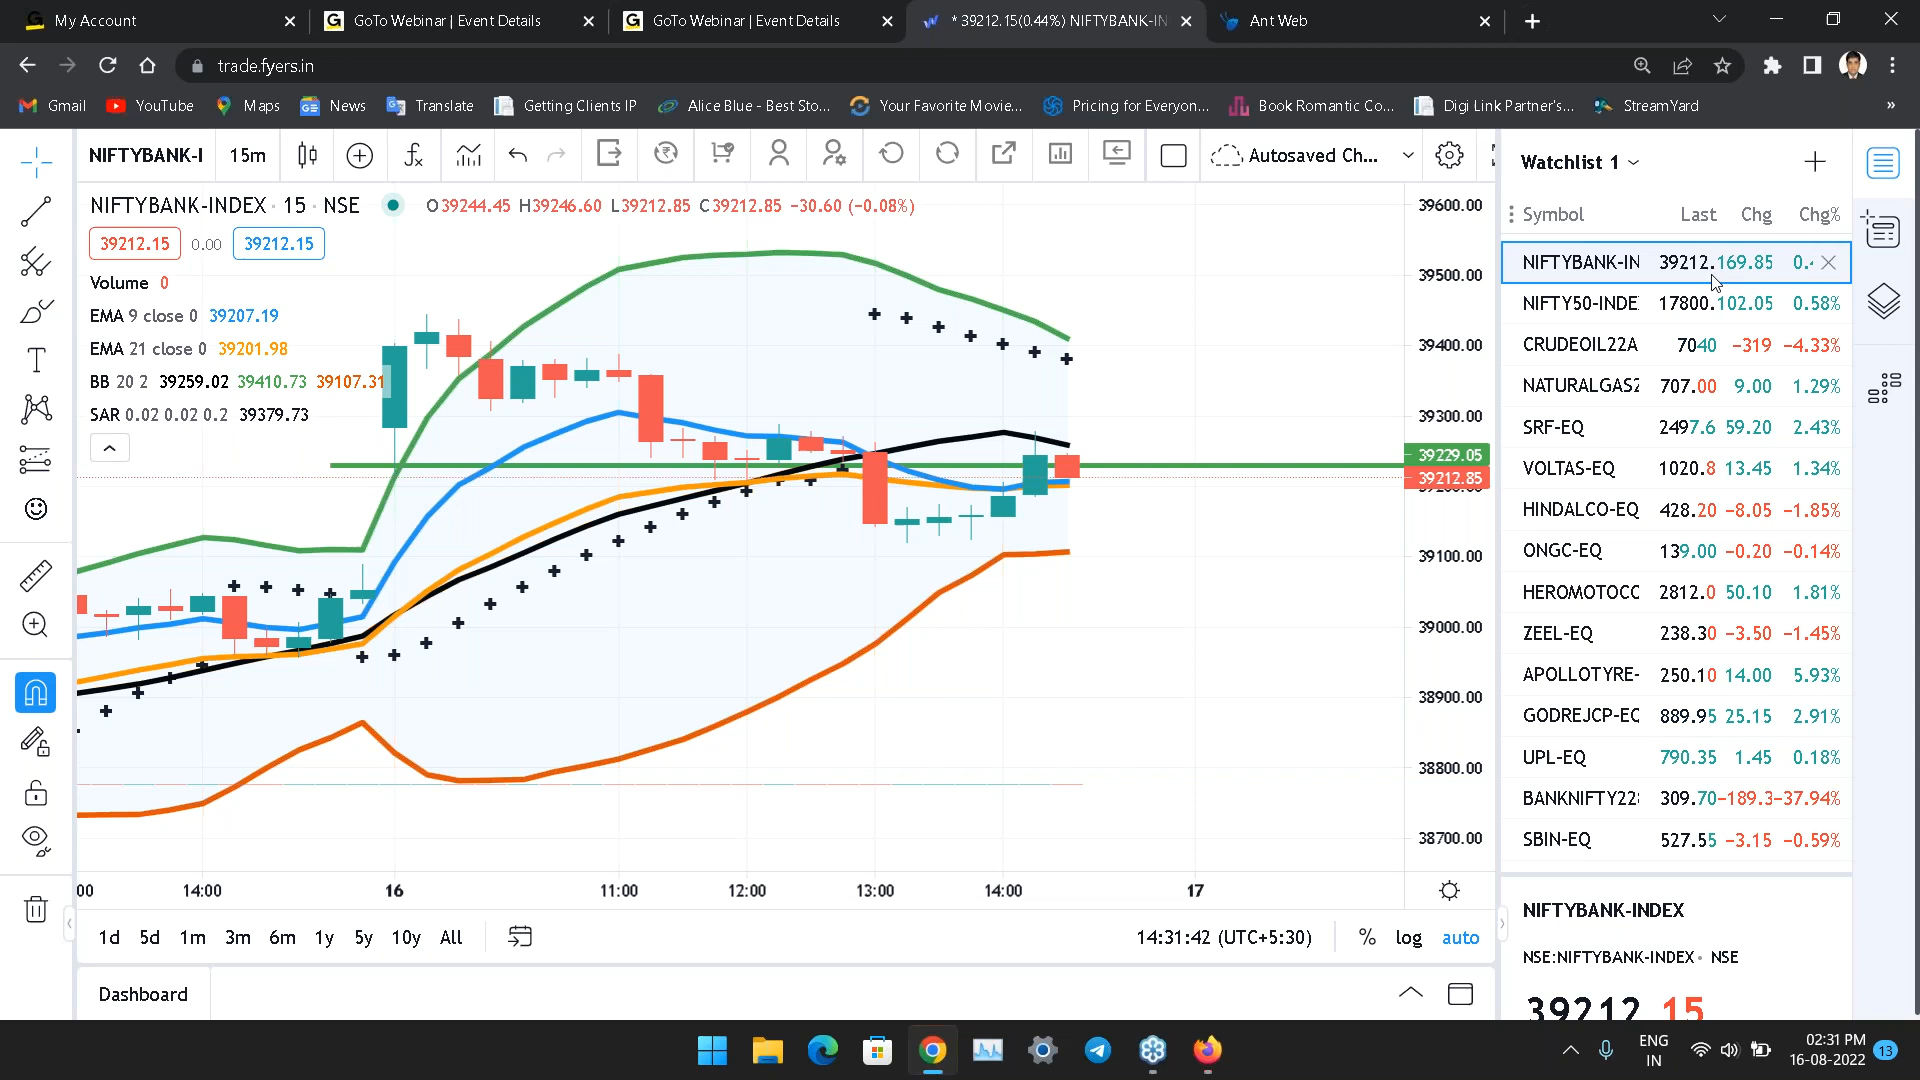 My Account
GoTo Webinar | Event Details
GoTo Webinar | Event Details
* 39212.15(0.44%) NIFTYBANK-IN
Ant Web
trade.fyers.in
Gmail
YouTube
Maps
News
Translate
Getting Clients IP
Alice Blue - Best Sto...
Your Favorite Movie...
Pricing for Everyon...
Book Romantic Co...
Digi Link Partner's...
StreamYard
»
NIFTYBANK-I
15m
Autosaved Ch...
NIFTYBANK-INDEX · 15 · NSE
O39244.45 H39246.60 L39212.85 C39212.85 −30.60 (−0.08%)
39212.15 0.00 39212.15
Volume 0
EMA 9 close 0 39207.19
EMA 21 close 0 39201.98
BB 20 2 39259.02 39410.73 39107.31
SAR 0.02 0.02 0.2 39379.73
39600.00
39500.00
39400.00
39300.00
39229.05
39212.85
39100.00
39000.00
38900.00
38800.00
38700.00
:00 14:00 16 11:00 12:00 13:00 14:00 17
1d 5d 1m 3m 6m 1y 5y 10y All
14:31:42 (UTC+5:30)
% log auto
Dashboard
Watchlist 1
Symbol Last Chg Chg%
NIFTYBANK-IN 39212. 169.85 0.4
NIFTY50-INDE 17800. 102.05 0.58%
CRUDEOIL22A 7040 −319 −4.33%
NATURALGAS2 707.00 9.00 1.29%
SRF-EQ 2497.6 59.20 2.43%
VOLTAS-EQ 1020.8 13.45 1.34%
HINDALCO-EQ 428.20 −8.05 −1.85%
ONGC-EQ 139.00 −0.20 −0.14%
HEROMOTOCO 2812.0 50.10 1.81%
ZEEL-EQ 238.30 −3.50 −1.45%
APOLLOTYRE- 250.10 14.00 5.93%
GODREJCP-EQ 889.95 25.15 2.91%
UPL-EQ 790.35 1.45 0.18%
BANKNIFTY22 309.70 −189.3 −37.94%
SBIN-EQ 527.55 −3.15 −0.59%
NIFTYBANK-INDEX
NSE:NIFTYBANK-INDEX • NSE
39212.15
ENG
IN
02:31 PM
16-08-2022
13